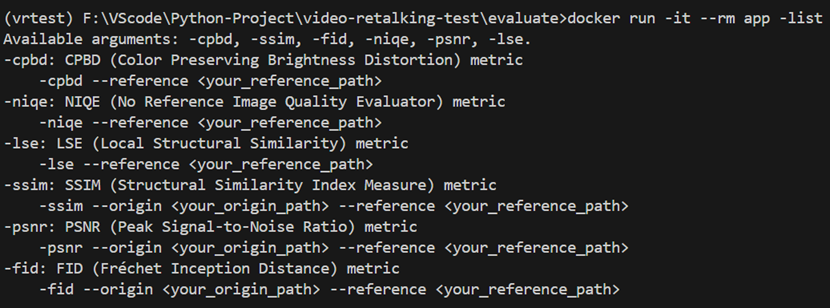 (vrtest) F:\VScode\Python-Project\video-retalking-test\evaluate>docker run -it --rm app -list
Available arguments: -cpbd, -ssim, -fid, -niqe, -psnr, -lse.
-cpbd: CPBD (Color Preserving Brightness Distortion) metric
    -cpbd --reference <your_reference_path>
-niqe: NIQE (No Reference Image Quality Evaluator) metric
    -niqe --reference <your_reference_path>
-lse: LSE (Local Structural Similarity) metric
    -lse --reference <your_reference_path>
-ssim: SSIM (Structural Similarity Index Measure) metric
    -ssim --origin <your_origin_path> --reference <your_reference_path>
-psnr: PSNR (Peak Signal-to-Noise Ratio) metric
    -psnr --origin <your_origin_path> --reference <your_reference_path>
-fid: FID (Fréchet Inception Distance) metric
    -fid --origin <your_origin_path> --reference <your_reference_path>